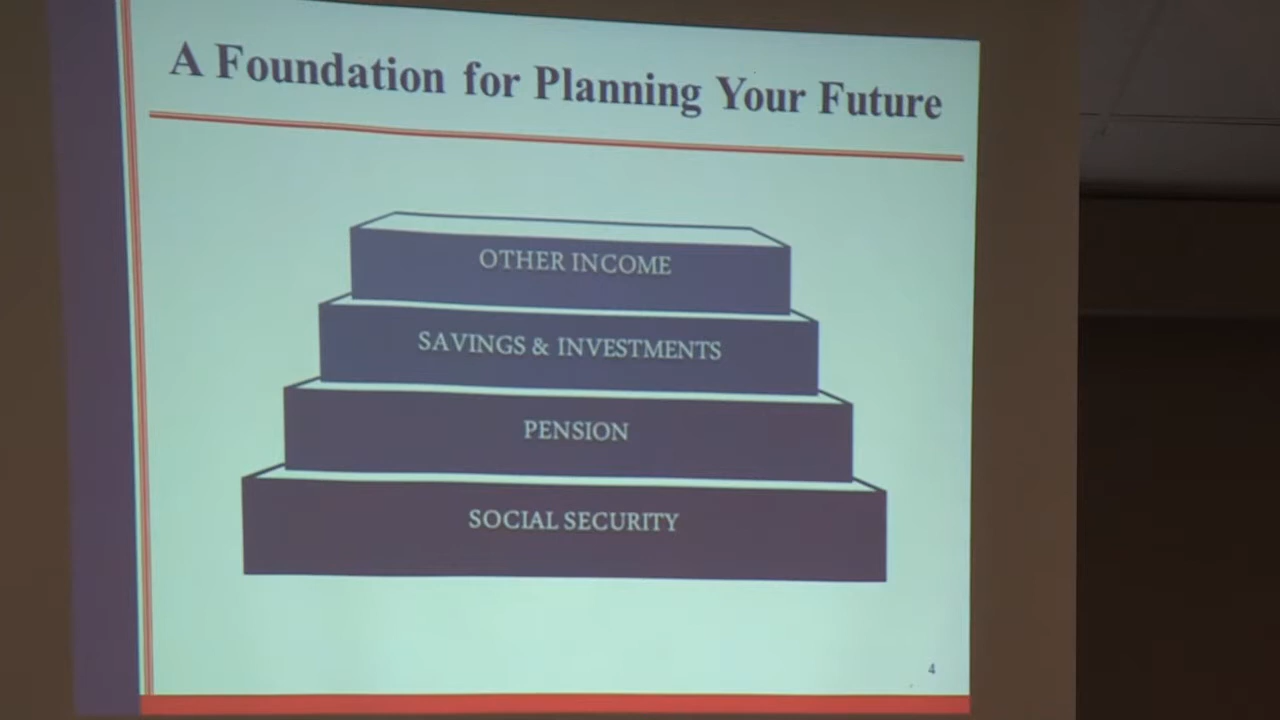 A Foundation for Planning Your Future
OTHER INCOME
SAVINGS & INVESTMENTS
PENSION
SOCIAL SECURITY
4